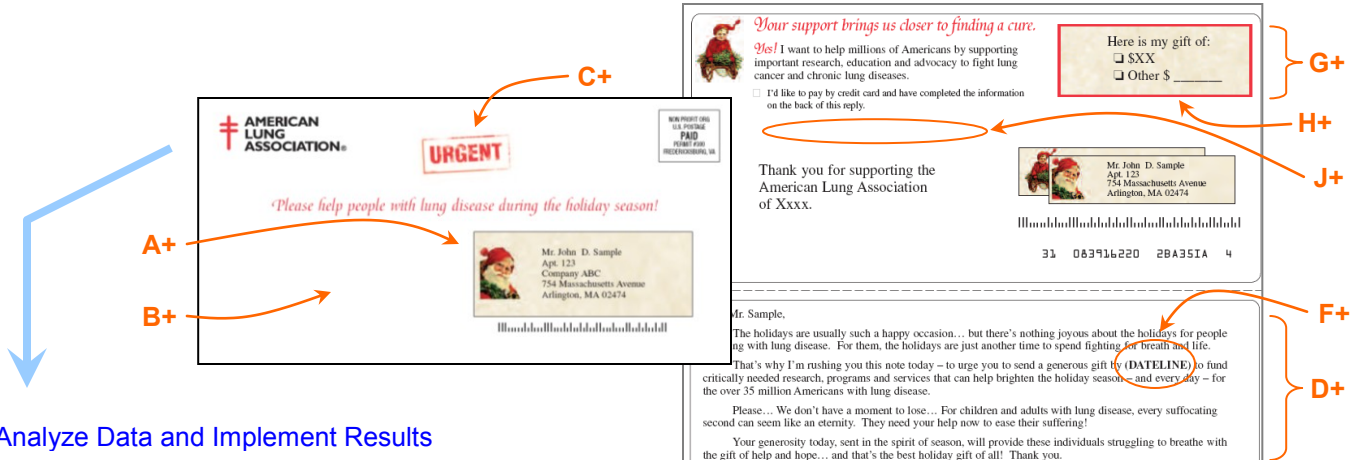 C+
AMERICAN
LUNG
ASSOCIATION®
URGENT
NON PROFIT ORG
U.S. POSTAGE
PAID
PERMIT #380
FREDERICKSBURG, VA
Please help people with lung disease during the holiday season!
A+
B+
Mr. John D. Sample
Apt. 123
Company ABC
754 Massachusetts Avenue
Arlington, MA 02474
Your support brings us closer to finding a cure.
Yes! I want to help millions of Americans by supporting
important research, education and advocacy to fight lung
cancer and chronic lung diseases.
I'd like to pay by credit card and have completed the information
on the back of this reply.
Here is my gift of:
$XX
Other $ ______
G+
H+
J+
Thank you for supporting the
American Lung Association
of Xxxx.
Mr. John D. Sample
Apt. 123
754 Massachusetts Avenue
Arlington, MA 02474
31 083916220 2BA35IA 4
F+
D+
Mr. Sample,
The holidays are usually such a happy occasion… but there's nothing joyous about the holidays for people
ng with lung disease. For them, the holidays are just another time to spend fighting for breath and life.
That's why I'm rushing you this note today – to urge you to send a generous gift by (DATELINE) to fund
critically needed research, programs and services that can help brighten the holiday season – and every day – for
the over 35 million Americans with lung disease.
Please… We don't have a moment to lose… For children and adults with lung disease, every suffocating
second can seem like an eternity. They need your help now to ease their suffering!
Your generosity today, sent in the spirit of season, will provide these individuals struggling to breathe with
the gift of help and hope… and that's the best holiday gift of all! Thank you.
Analyze Data and Implement Results